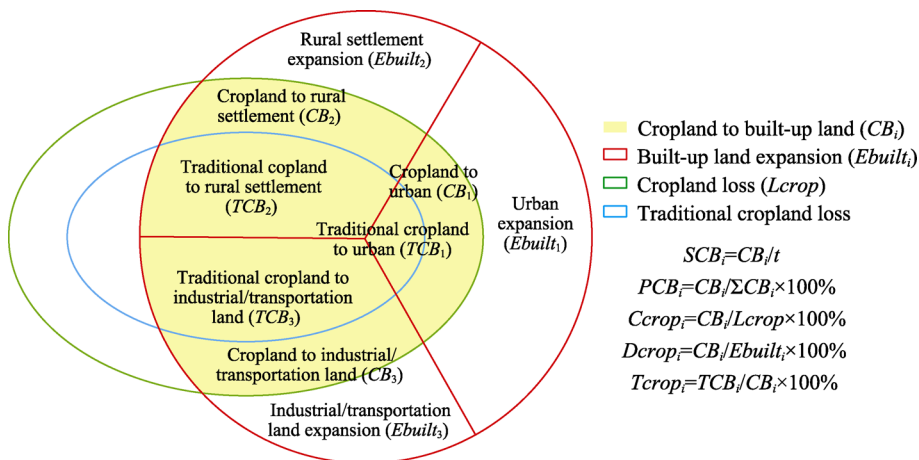 Rural settlement
expansion (Ebuilt₂)
Cropland to rural
settlement (CB₂)
Traditional copland
to rural settlement
(TCB₂)
Cropland to
urban (CB₁)
Traditional cropland
to urban (TCB₁)
Urban
expansion
(Ebuilt₁)
Traditional cropland to
industrial/transportation
land (TCB₃)
Cropland to industrial/
transportation land (CB₃)
Industrial/transportation
land expansion (Ebuilt₃)
Cropland to built-up land (CBᵢ)
Built-up land expansion (Ebuiltᵢ)
Cropland loss (Lcrop)
Traditional cropland loss
SCBᵢ=CBᵢ/t
PCBᵢ=CBᵢ/ΣCBᵢ×100%
Ccropᵢ=CBᵢ/Lcrop×100%
Dcropᵢ=CBᵢ/Ebuiltᵢ×100%
Tcropᵢ=TCBᵢ/CBᵢ×100%